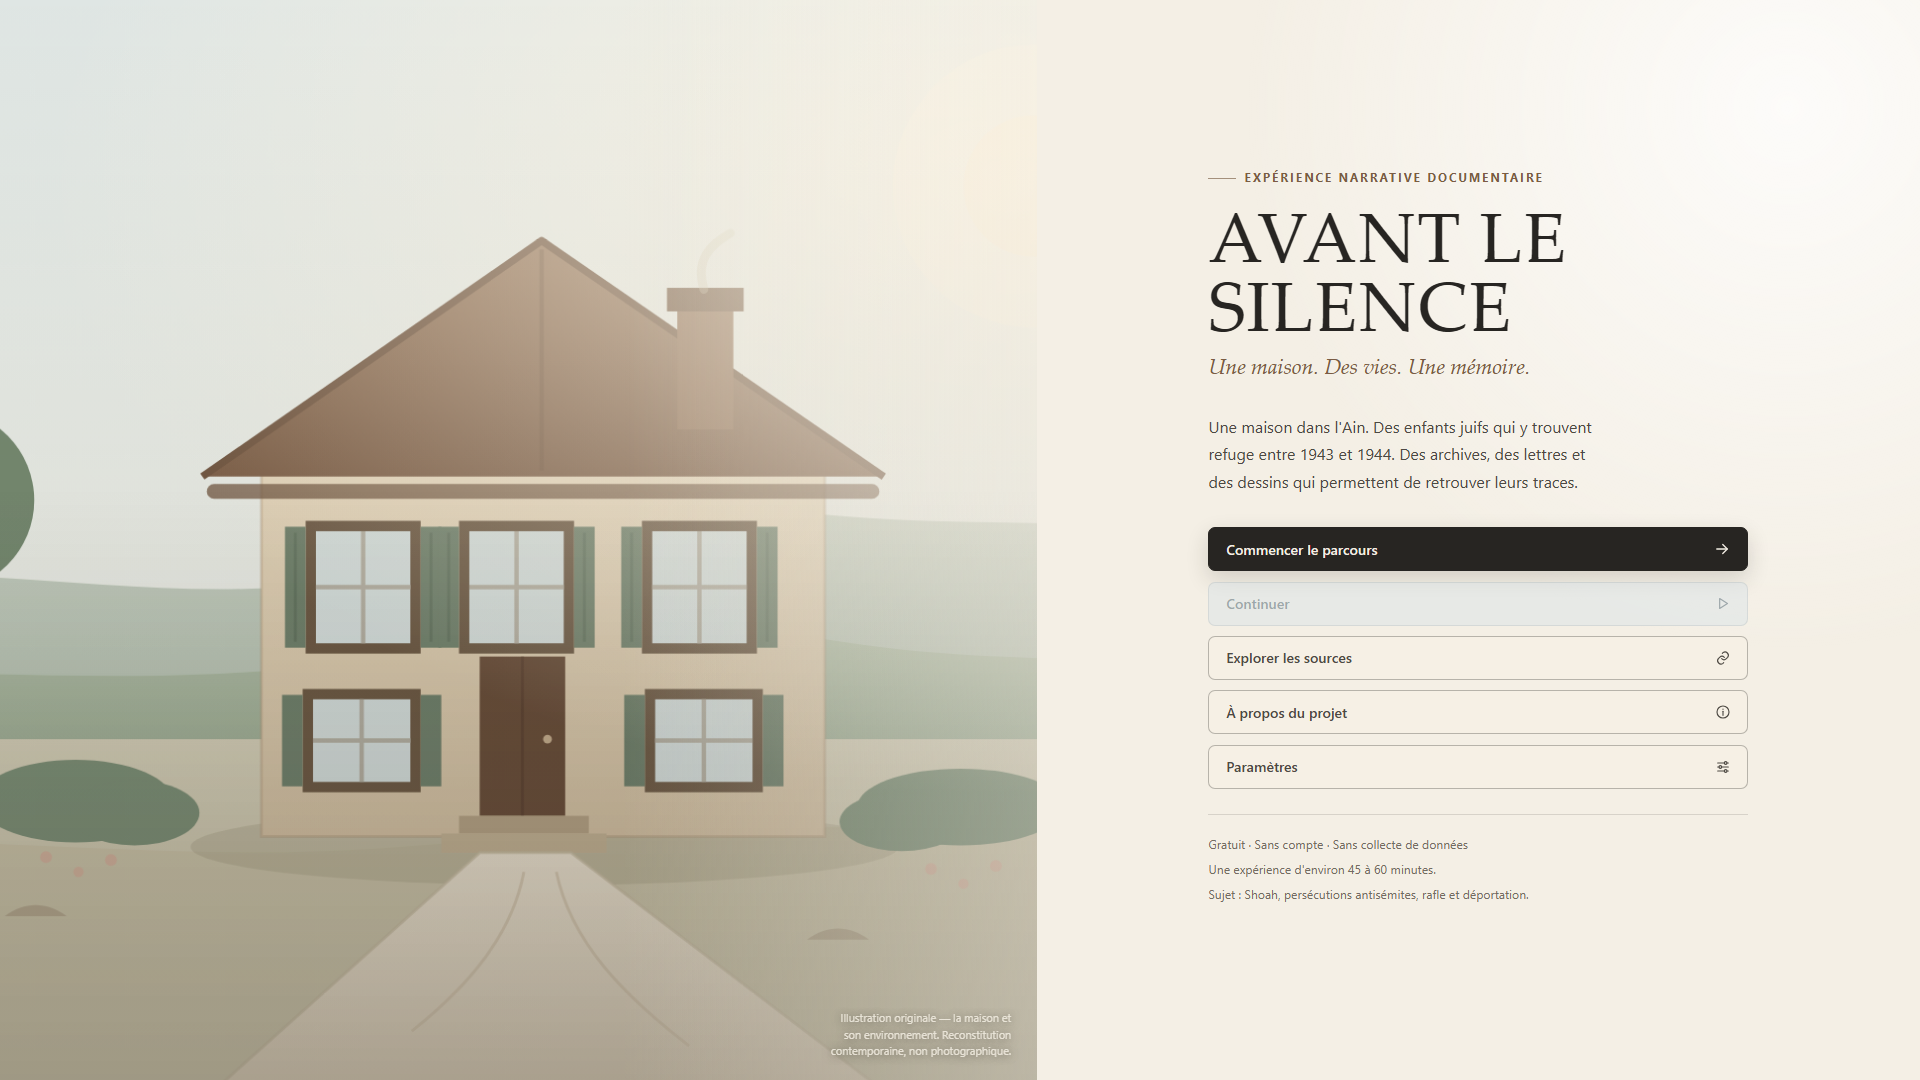 EXPÉRIENCE NARRATIVE DOCUMENTAIRE
AVANT LE
SILENCE
Une maison. Des vies. Une mémoire.
Une maison dans l'Ain. Des enfants juifs qui y trouvent
refuge entre 1943 et 1944. Des archives, des lettres et
des dessins qui permettent de retrouver leurs traces.
Commencer le parcours
Continuer
Explorer les sources
À propos du projet
Paramètres
Gratuit · Sans compte · Sans collecte de données
Une expérience d'environ 45 à 60 minutes.
Sujet : Shoah, persécutions antisémites, rafle et déportation.
Illustration originale — la maison et
son environnement. Reconstitution
contemporaine, non photographique.